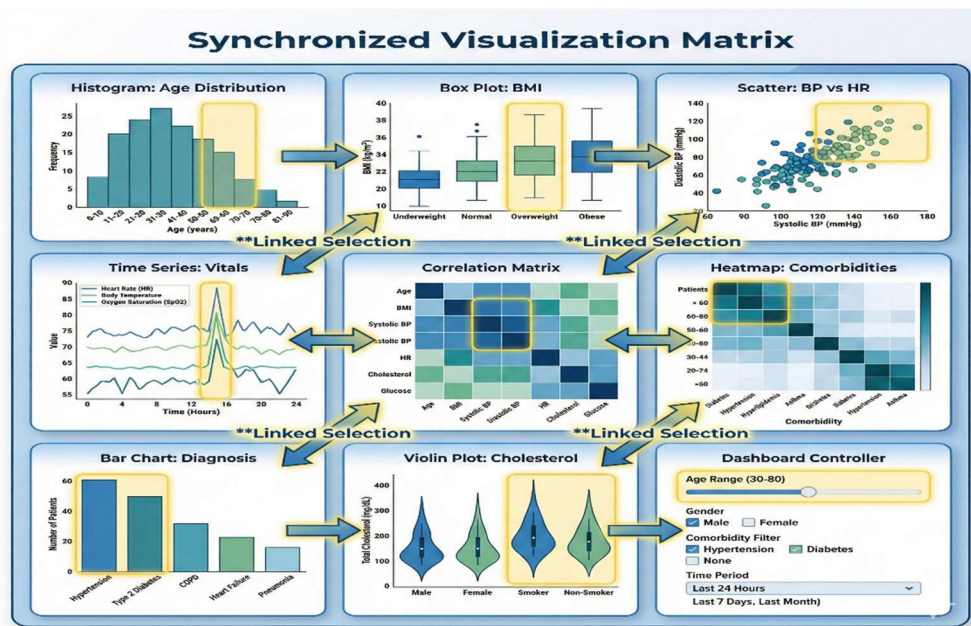 Synchronized Visualization Matrix
Histogram: Age Distribution
Frequency
25
20
15
10
5
0
0-10 11-20 21-20 31-30 41-40 50-50 70-70 70-80 81-90
Age (years)
Box Plot: BMI
BMI (kg/m²)
40
38
36
34
22
20
10
Underweight Normal Overweight Obese
Scatter: BP vs HR
Diastolic BP (mmHg)
140
120
100
80
60
40
20
60 80 100 120 140 160 180
Systolic BP (mmHg)
**Linked Selection
**Linked Selection
Time Series: Vitals
Heart Rate (HR)
Body Temperature
Oxygen Saturation (SpO2)
Value
90
85
80
75
70
65
60
55
0 4 8 12 16 20 24
Time (Hours)
Correlation Matrix
Age
BMI
Systolic BP
stolic BP
HR
Cholesterol
Glucose
Age BMI Systolic BP Diastolic BP HR Cholesterol Glucose
Heatmap: Comorbidities
Patients
> 60
60-80
50-60
-80
30-44
20-74
Diabetes Hypertension Hyperlipidemia Asthma Diabetes Hypertension Asthma
Comorbidity
**Linked Selection
**Linked Selection
Bar Chart: Diagnosis
Number of Patients
60
40
20
0
Hypertension Type 2 Diabetes COPD Heart Failure Pneumonia
Violin Plot: Cholesterol
Total Cholesterol (mg/dL)
400
300
200
100
0
Male Female Smoker Non-Smoker
Dashboard Controller
Age Range (30-80)
Gender
Male Female
Comorbidity Filter
Hypertension Diabetes
None
Time Period
Last 24 Hours
Last 7 Days, Last Month)